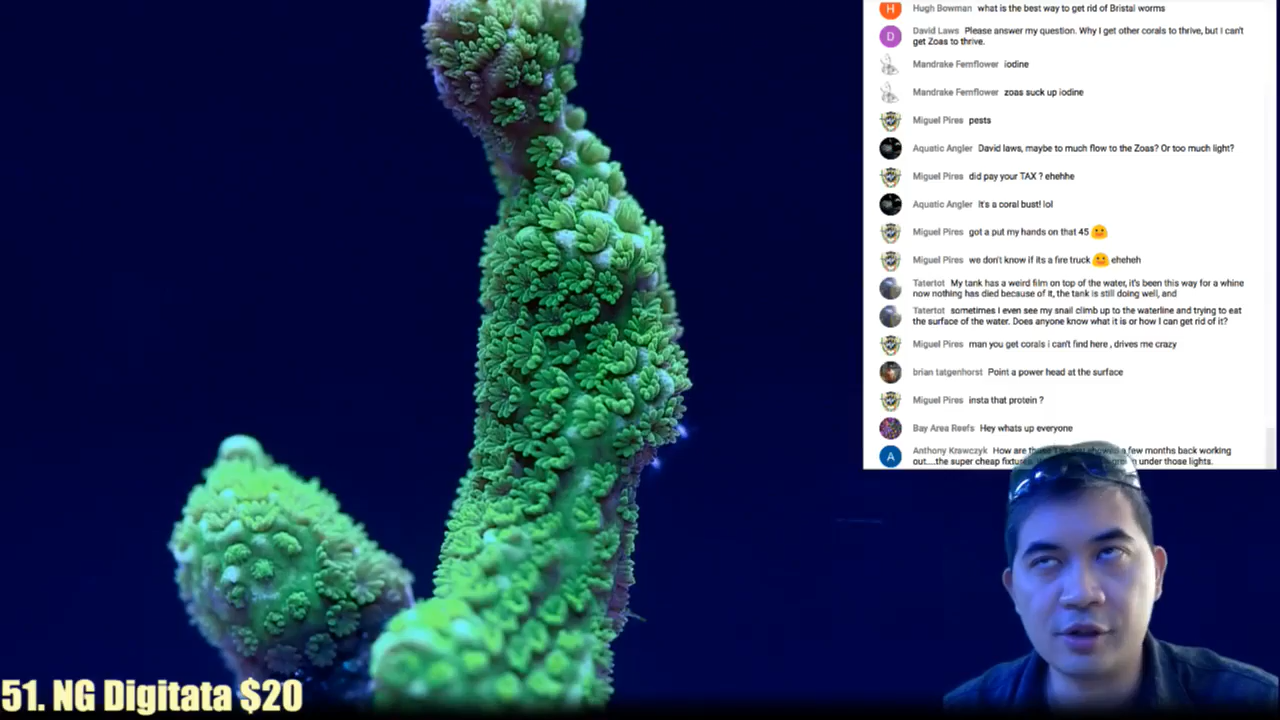 Hugh Bowman what is the best way to get rid of Bristal worms
David Laws Please answer my question. Why I get other corals to thrive, but I can't
get Zoas to thrive.
Mandrake Fernflower iodine
Mandrake Fernflower zoas suck up iodine
Miguel Pires pests
Aquatic Angler David laws, maybe to much flow to the Zoas? Or too much light?
Miguel Pires did pay your TAX ? ehehhe
Aquatic Angler It's a coral bust! lol
Miguel Pires got a put my hands on that 45
Miguel Pires we don't know if its a fire truck eheheh
Tatertot My tank has a weird film on top of the water, it's been this way for a whine
now nothing has died because of it, the tank is still doing well, and
Tatertot sometimes I even see my snail climb up to the waterline and trying to eat
the surface of the water. Does anyone know what it is or how I can get rid of it?
Miguel Pires man you get corals i can't find here , drives me crazy
brian tatgenhorst Point a power head at the surface
Miguel Pires insta that protein ?
Bay Area Reefs Hey whats up everyone
Anthony Krawczyk How are showed a few months back working
out....the super cheap under those lights.
H
D
A
51. NG Digitata $20